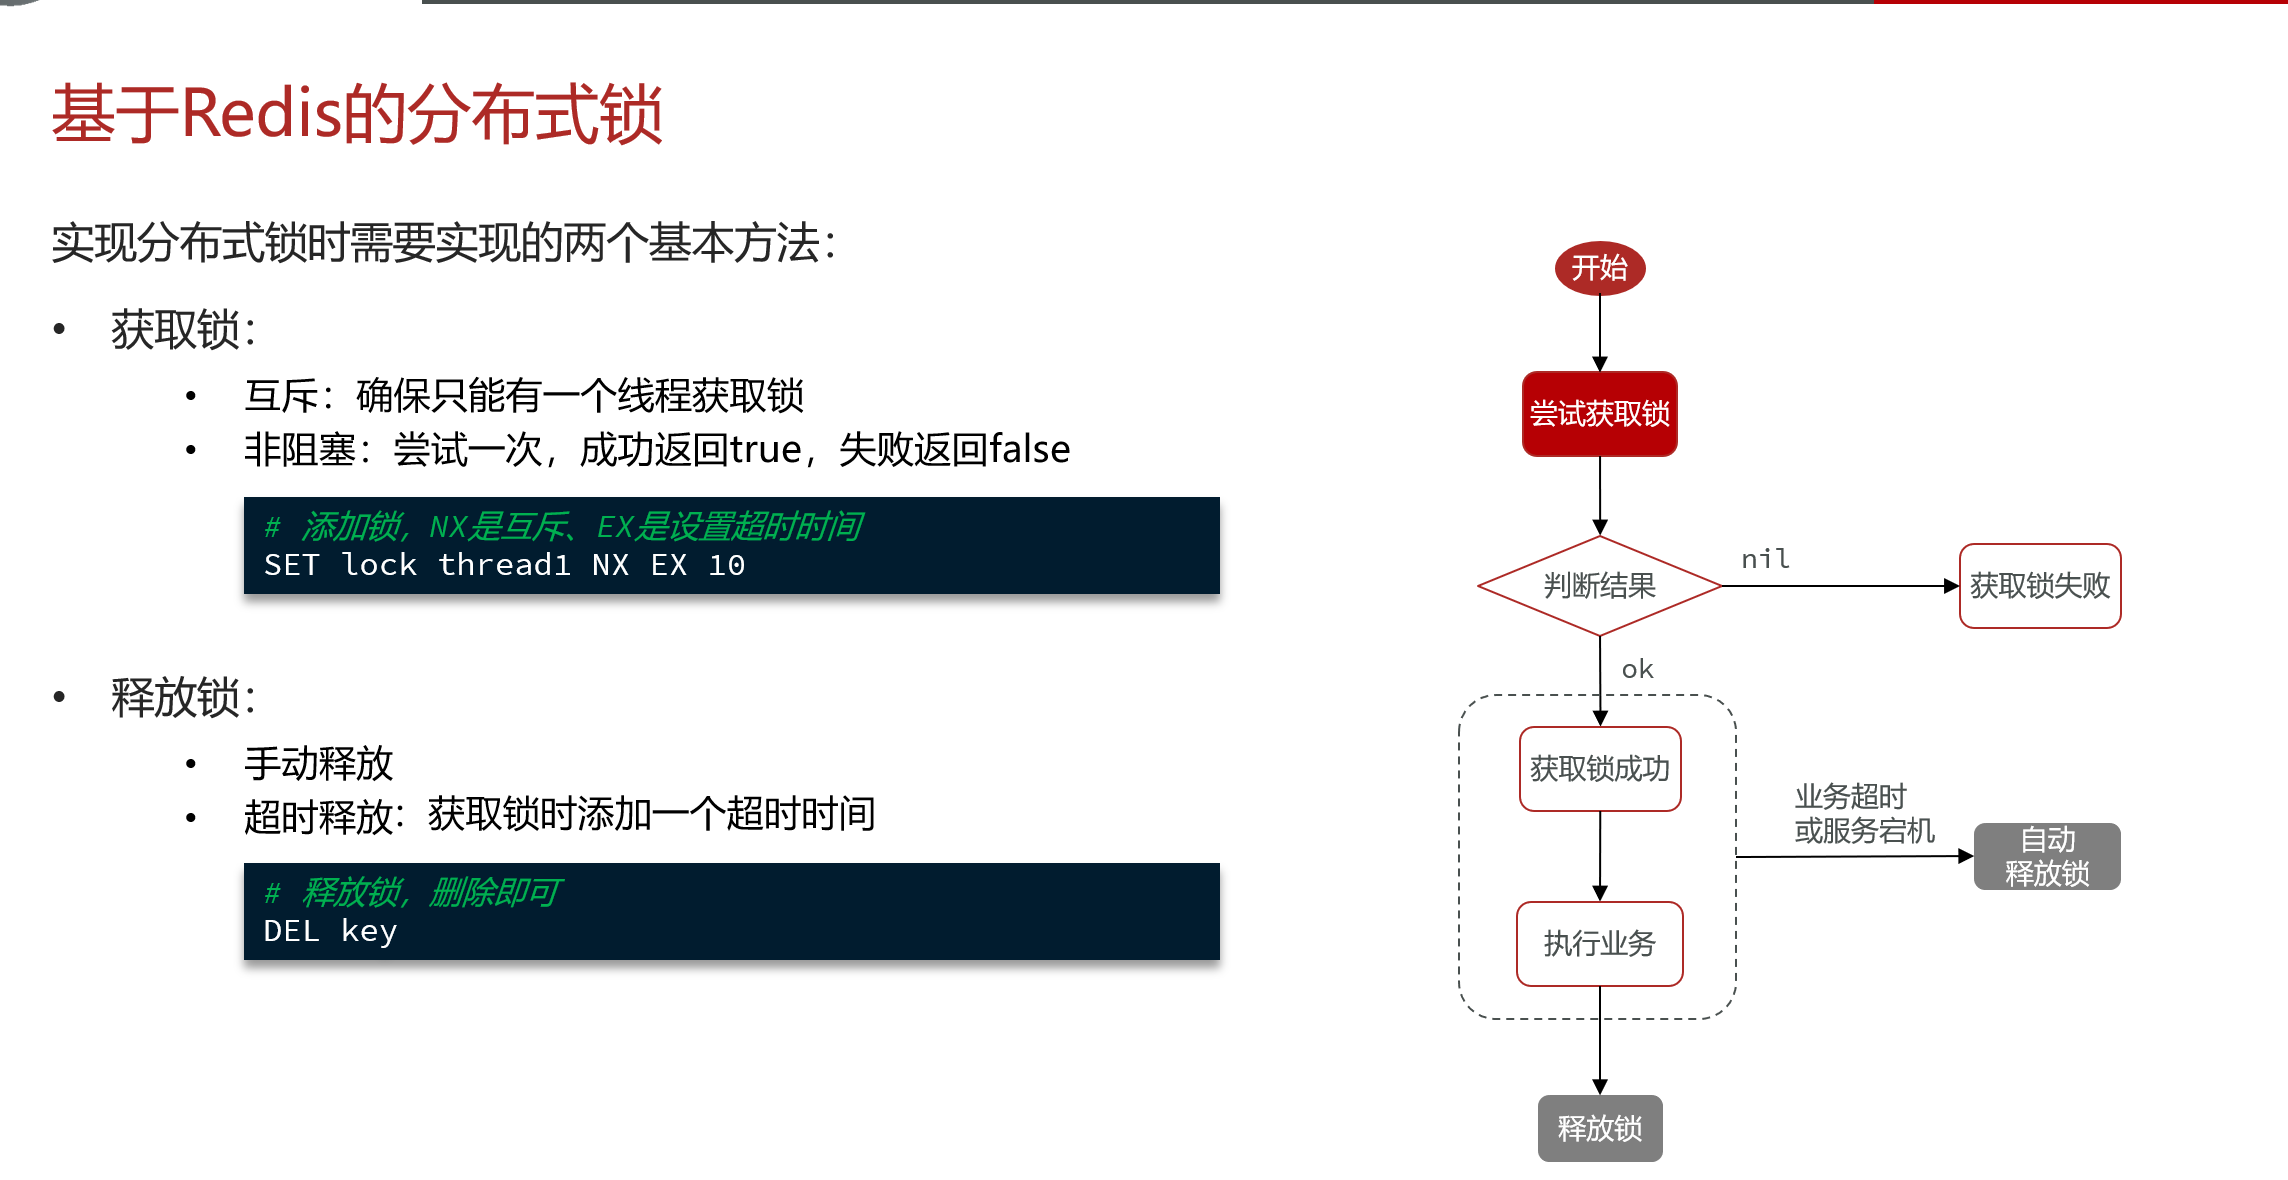 基于Redis的分布式锁
实现分布式锁时需要实现的两个基本方法：
• 获取锁：
• 互斥：确保只能有一个线程获取锁
• 非阻塞：尝试一次，成功返回true，失败返回false
# 添加锁，NX是互斥、EX是设置超时时间
SET lock thread1 NX EX 10
• 释放锁：
• 手动释放
• 超时释放：获取锁时添加一个超时时间
# 释放锁，删除即可
DEL key
开始
尝试获取锁
判断结果
nil
获取锁失败
ok
获取锁成功
执行业务
业务超时
或服务宕机
自动
释放锁
释放锁